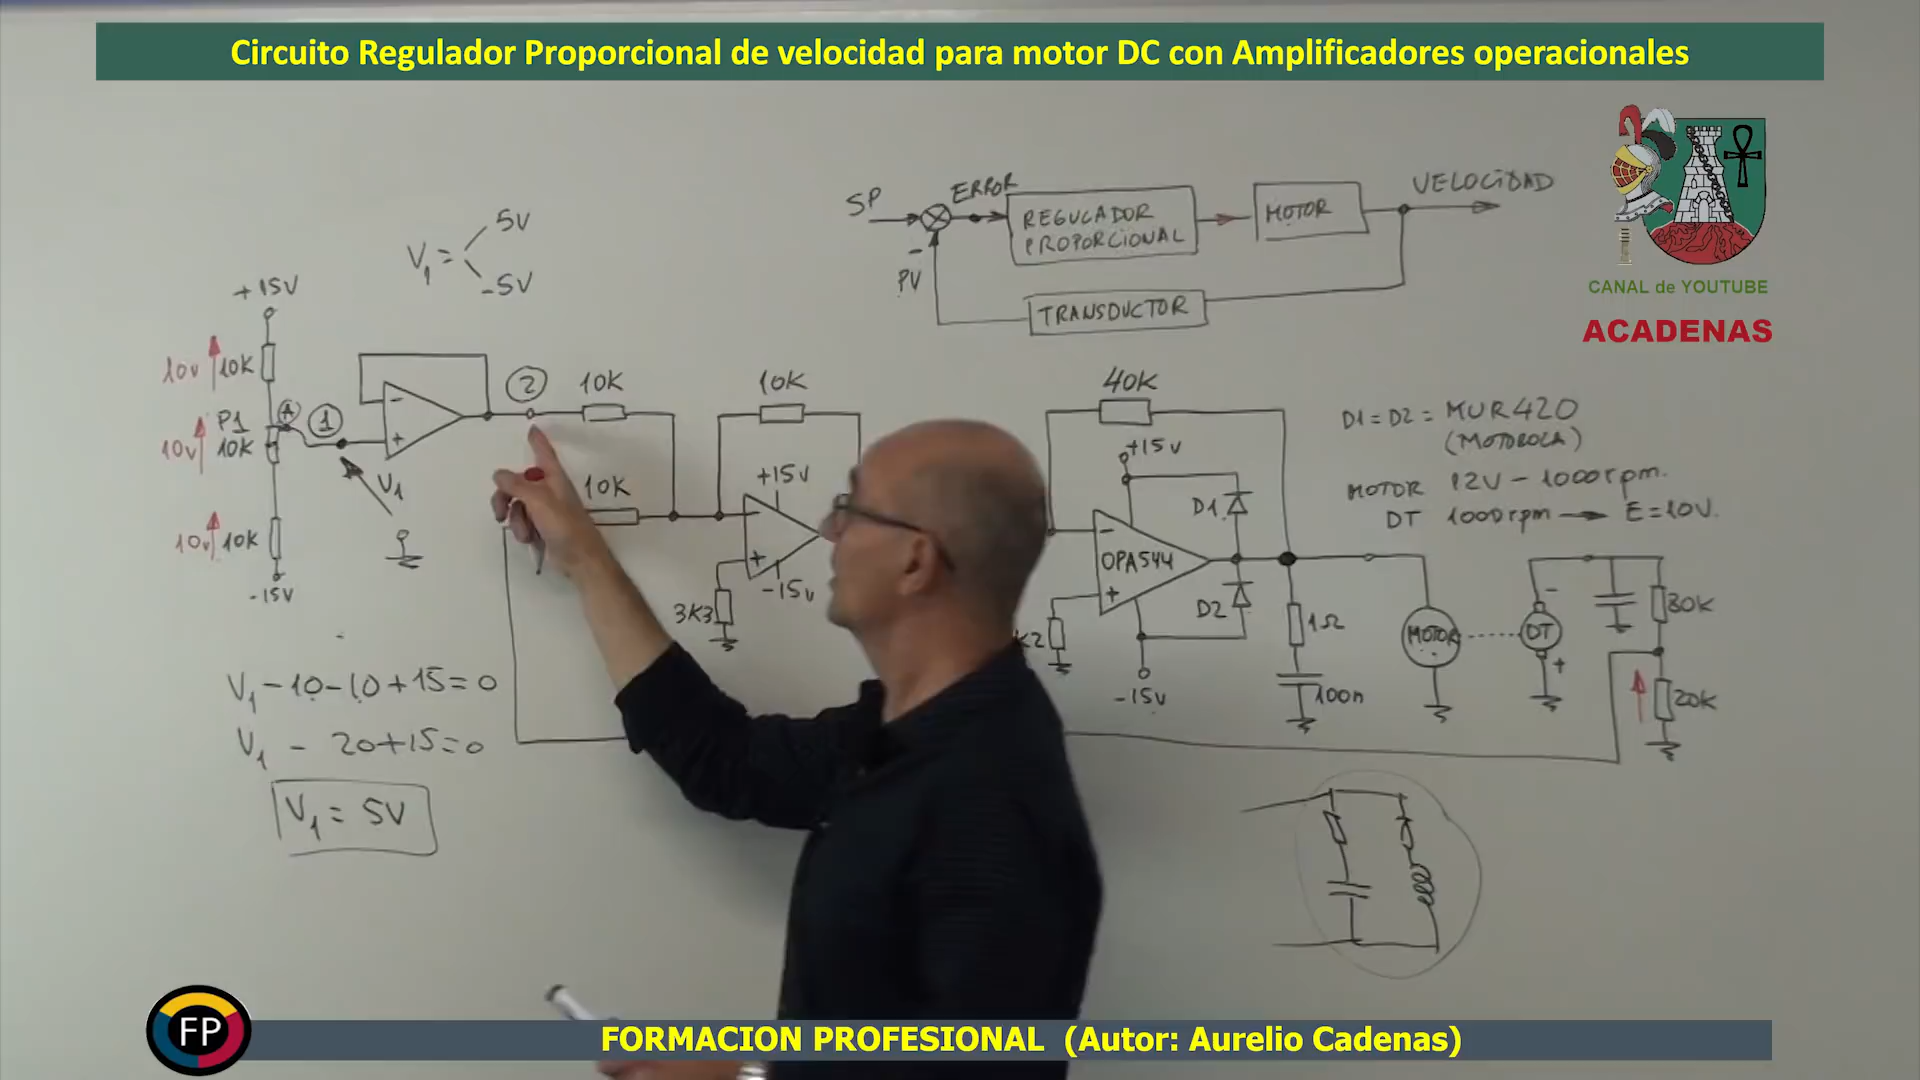 Circuito Regulador Proporcional de velocidad para motor DC con Amplificadores operacionales
CANAL de YOUTUBE
ACADENAS
SP
ERROR
REGULADOR
PROPORCIONAL
MOTOR
VELOCIDAD
-
PV
TRANSDUCTOR
V1 =
5V
-5V
+15V
10v
10K
P1
10v
10K
A
1
10v
10K
-15V
-
+
V1
2
10K
10K
10K
+15V
-
+
-15v
3K3
40K
+15v
-
OPA544
+
K2
-15v
D1
D2
1Ω
100n
D1=D2= MUR420
(MOTOROLA)
MOTOR 12V - 1000rpm.
DT 1000rpm → E=10V.
MOTOR
-
DT
+
30K
20K
V1-10-10+15=0
V1 - 20+15=0
V1 = 5V
FP
FORMACION PROFESIONAL (Autor: Aurelio Cadenas)